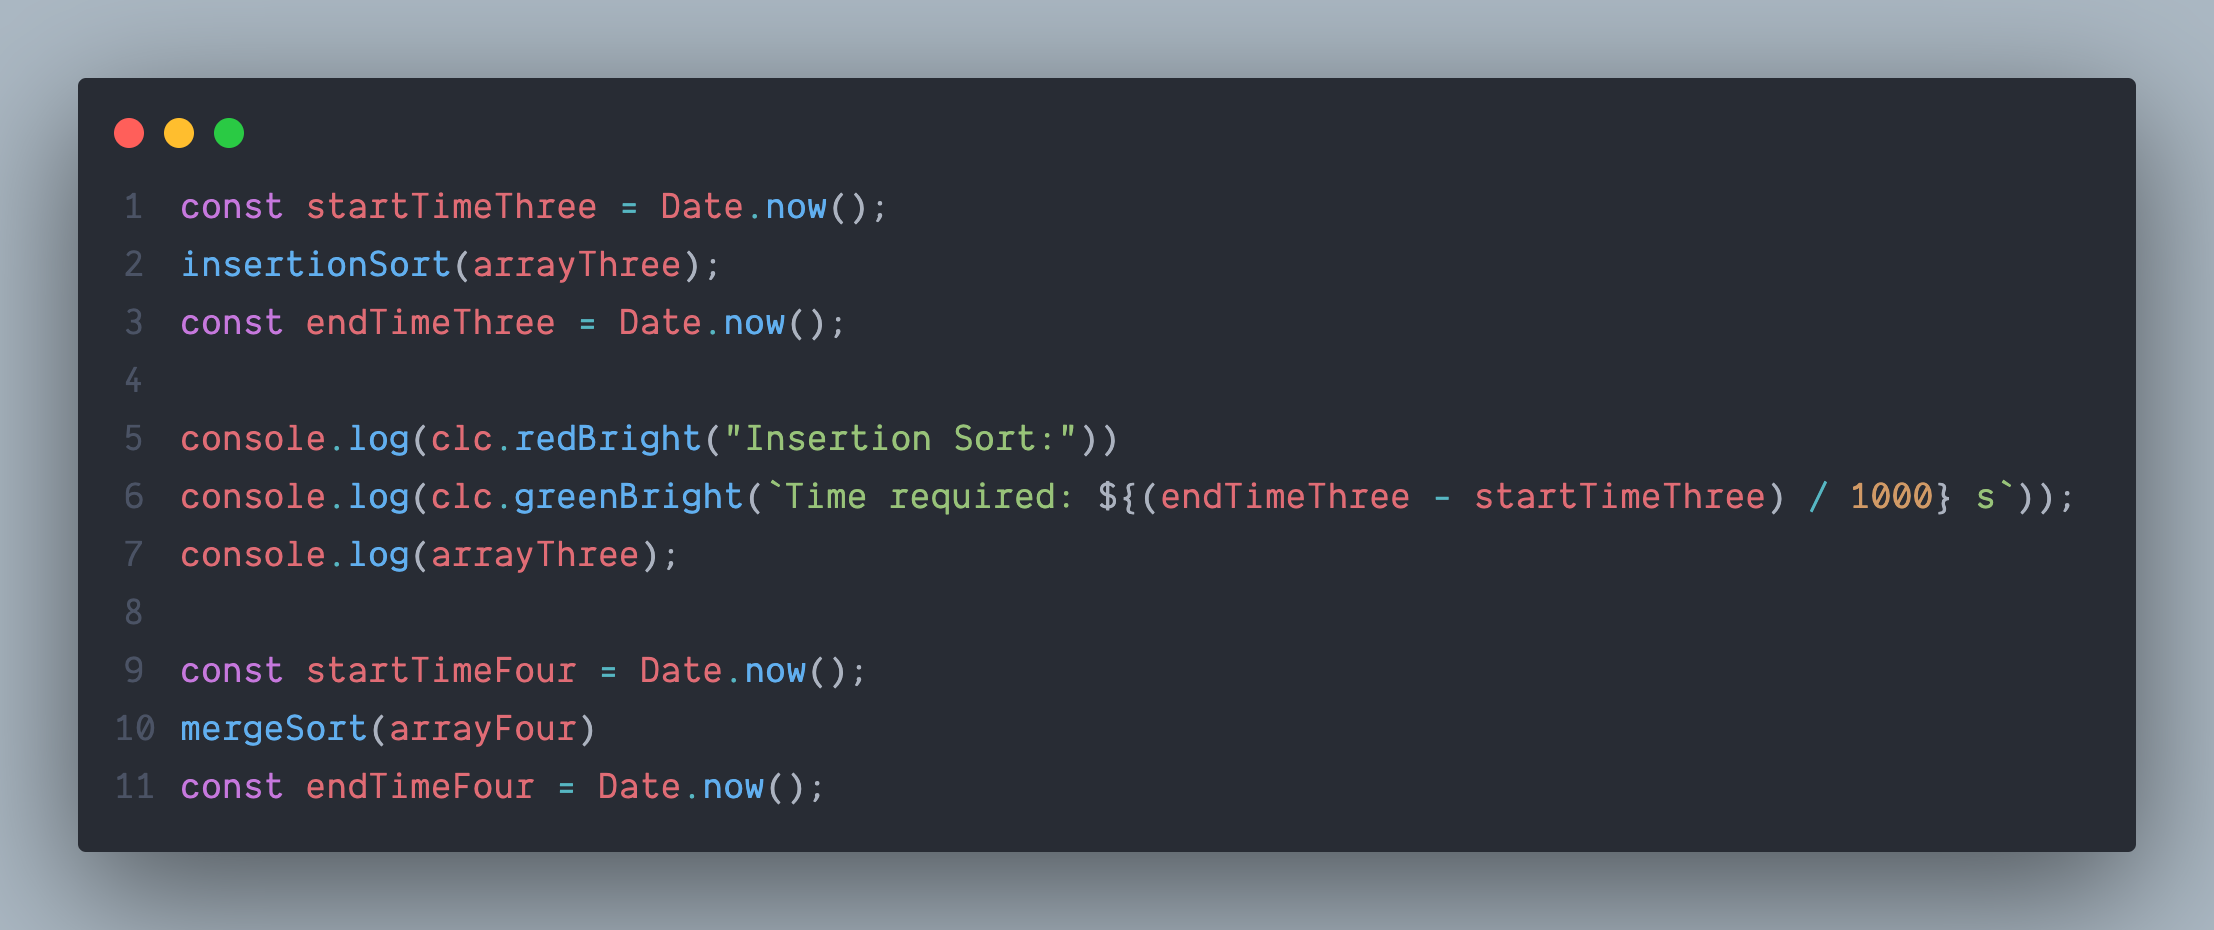 1 const startTimeThree = Date.now();
2 insertionSort(arrayThree);
3 const endTimeThree = Date.now();
4
5 console.log(clc.redBright("Insertion Sort:"))
6 console.log(clc.greenBright(`Time required: ${(endTimeThree - startTimeThree) / 1000} s`));
7 console.log(arrayThree);
8
9 const startTimeFour = Date.now();
10 mergeSort(arrayFour)
11 const endTimeFour = Date.now();